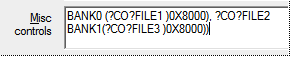 Misc
controls
BANK0 (?CO?FILE1 )0X8000), ?CO?FILE2
BANK1(?CO?FILE3 )0X8000))